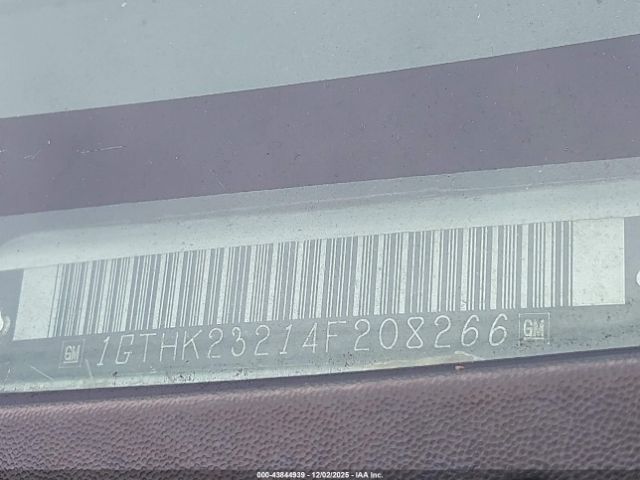 GM 1GTHK23214F208266 GM
000-43844939 | 12/02/2025 - IAA Inc.